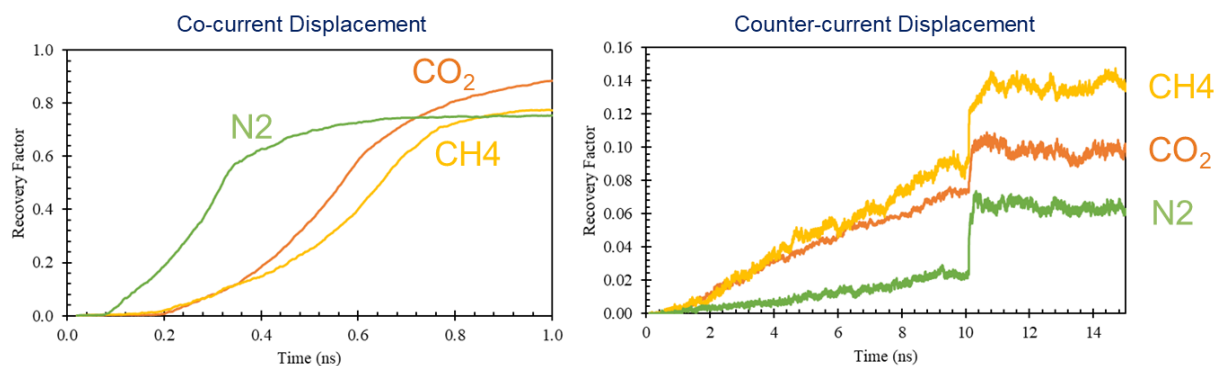 Co-current Displacement
1.0
0.8
0.6
0.4
0.2
0.0
Recovery Factor
N2
CO₂
CH4
0.0
0.2
0.4
0.6
0.8
1.0
Time (ns)
Counter-current Displacement
0.16
0.14
0.12
0.10
0.08
0.06
0.04
0.02
0.00
Recovery Factor
0
2
4
6
8
10
12
14
Time (ns)
CH4
CO₂
N2